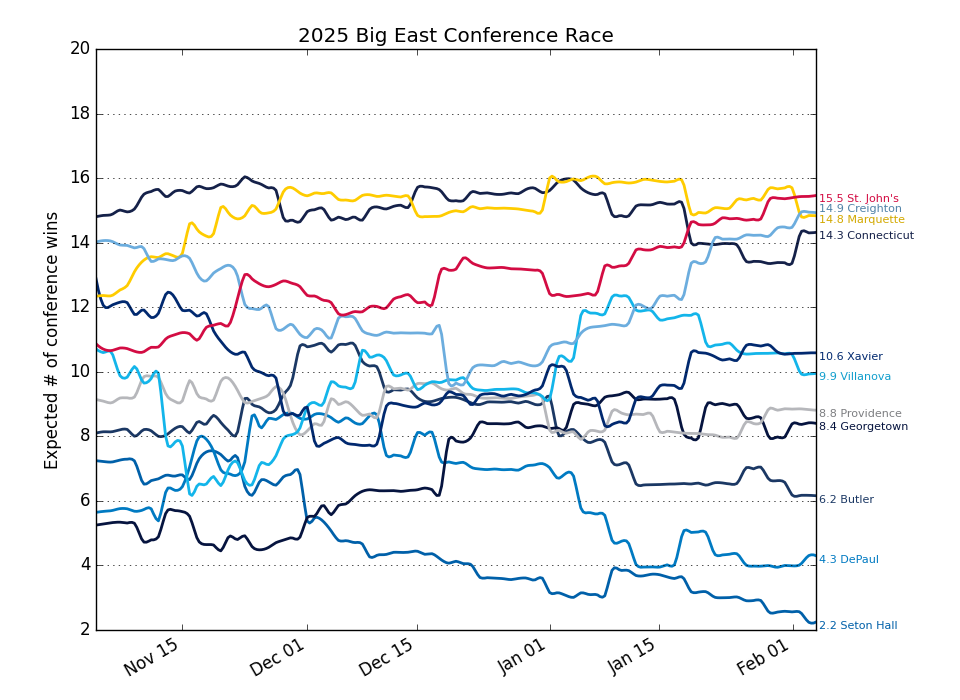 2025 Big East Conference Race
Expected # of conference wins
20
18
16
14
12
10
8
6
4
2
15.5 St. John's
14.9 Creighton
14.8 Marquette
14.3 Connecticut
10.6 Xavier
9.9 Villanova
8.8 Providence
8.4 Georgetown
6.2 Butler
4.3 DePaul
2.2 Seton Hall
Nov 15
Dec 01
Dec 15
Jan 01
Jan 15
Feb 01